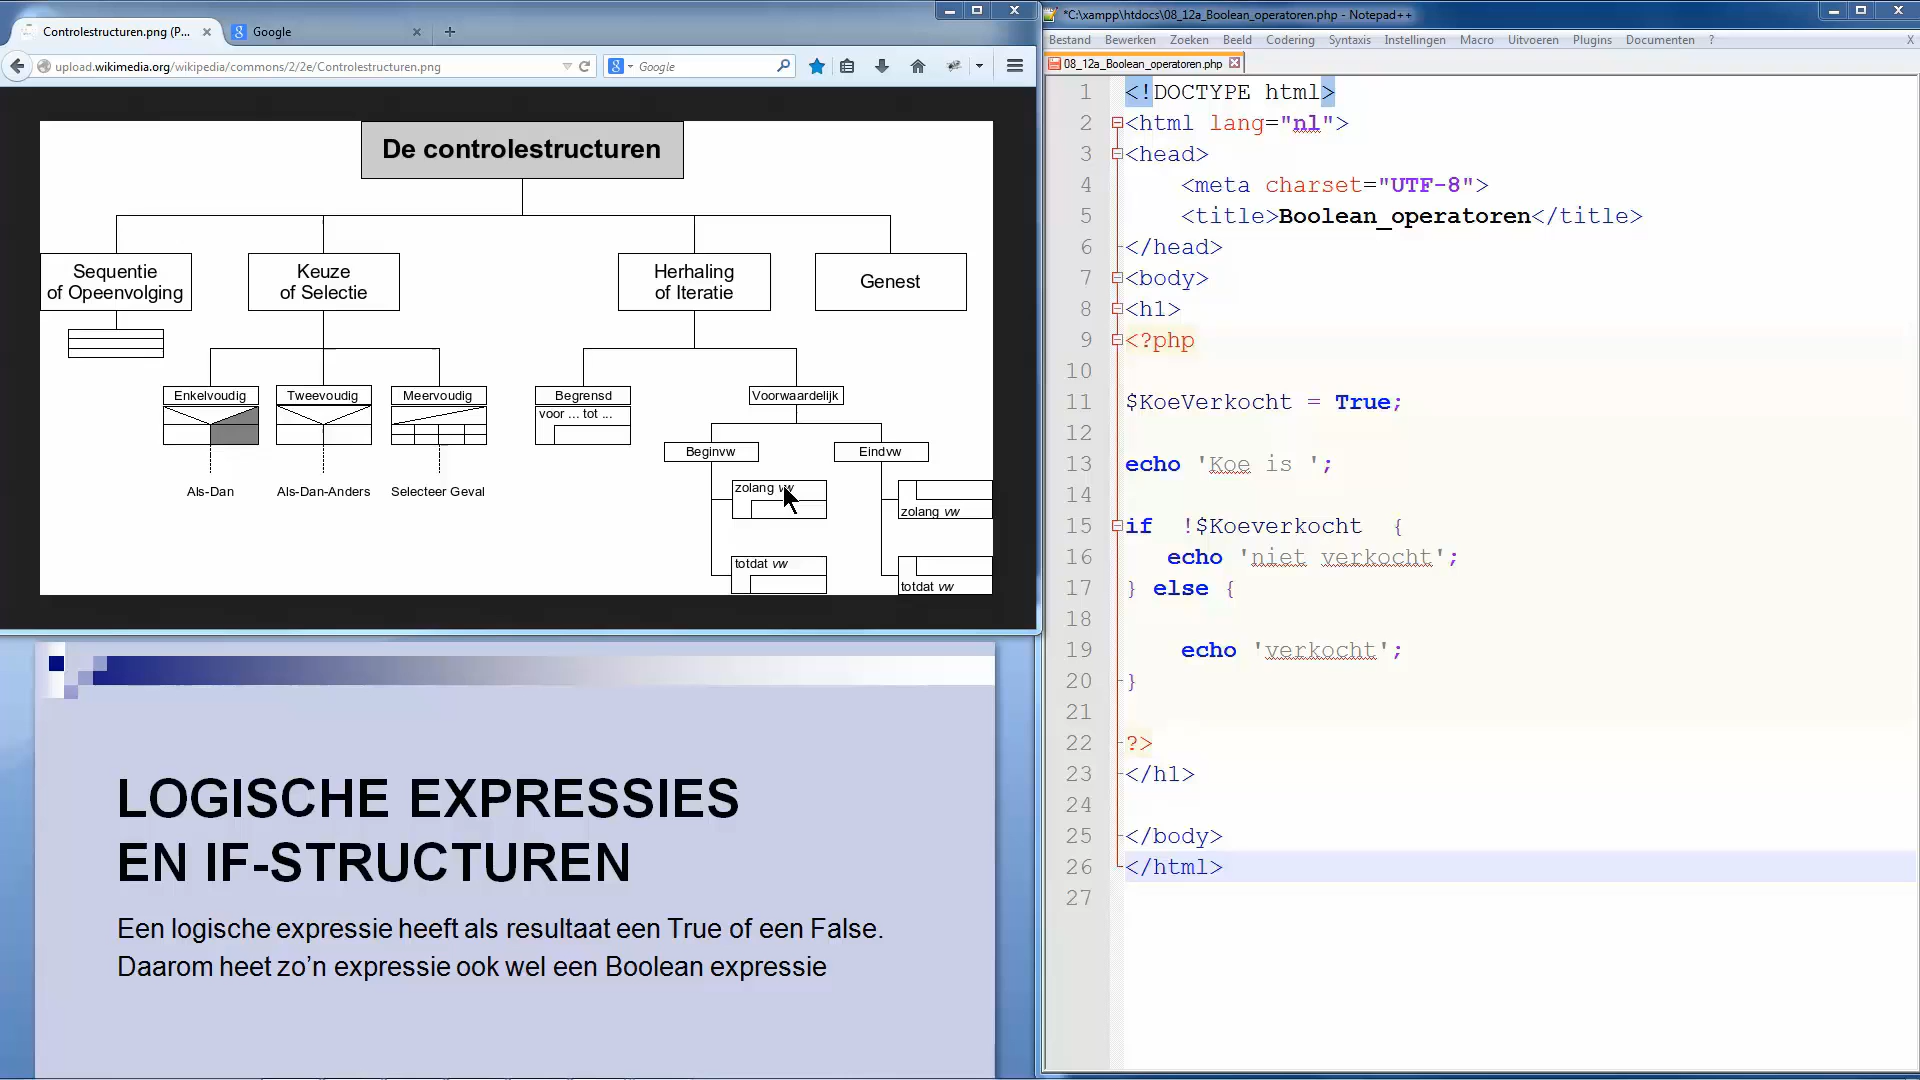 Controlestructuren.png (P...
Google
upload.wikimedia.org/wikipedia/commons/2/2e/Controlestructuren.png
Google
De controlestructuren
Sequentie
of Opeenvolging
Keuze
of Selectie
Herhaling
of Iteratie
Genest
Enkelvoudig
Tweevoudig
Meervoudig
Begrensd
Voorwaardelijk
voor ... tot ...
Beginvw
Eindvw
Als-Dan
Als-Dan-Anders
Selecteer Geval
zolang vw
zolang vw
totdat vw
totdat vw
LOGISCHE EXPRESSIES
EN IF-STRUCTUREN
Een logische expressie heeft als resultaat een True of een False.
Daarom heet zo’n expressie ook wel een Boolean expressie
*C:\xampp\htdocs\08_12a_Boolean_operatoren.php - Notepad++
Bestand Bewerken Zoeken Beeld Codering Syntaxis Instellingen Macro Uitvoeren Plugins Documenten ? X
08_12a_Boolean_operatoren.php
1 <!DOCTYPE html>
2 <html lang="nl">
3 <head>
4 <meta charset="UTF-8">
5 <title>Boolean_operatoren</title>
6 </head>
7 <body>
8 <h1>
9 <?php
10
11 $KoeVerkocht = True;
12
13 echo 'Koe is ';
14
15 if !$Koeverkocht {
16 echo 'niet verkocht';
17 } else {
18
19 echo 'verkocht';
20 }
21
22 ?>
23 </h1>
24
25 </body>
26 </html>
27